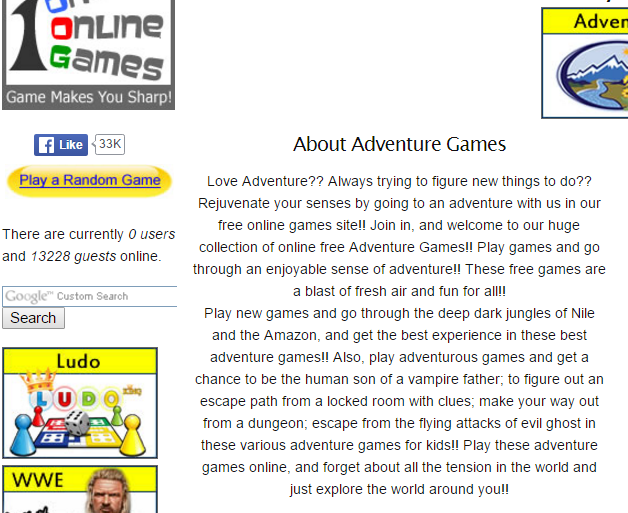 OnLinE
Games
Game Makes You Sharp!
Like 33K
Play a Random Game
There are currently 0 users
and 13228 guests online.
Google™ Custom Search
Search
Ludo
LUDO
WWE
About Adventure Games
Love Adventure?? Always trying to figure new things to do??
Rejuvenate your senses by going to an adventure with us in our
free online games site!! Join in, and welcome to our huge
collection of online free Adventure Games!! Play games and go
through an enjoyable sense of adventure!! These free games are
a blast of fresh air and fun for all!!
Play new games and go through the deep dark jungles of Nile
and the Amazon, and get the best experience in these best
adventure games!! Also, play adventurous games and get a
chance to be the human son of a vampire father; to figure out an
escape path from a locked room with clues; make your way out
from a dungeon; escape from the flying attacks of evil ghost in
these various adventure games for kids!! Play these adventure
games online, and forget about all the tension in the world and
just explore the world around you!!
Adven